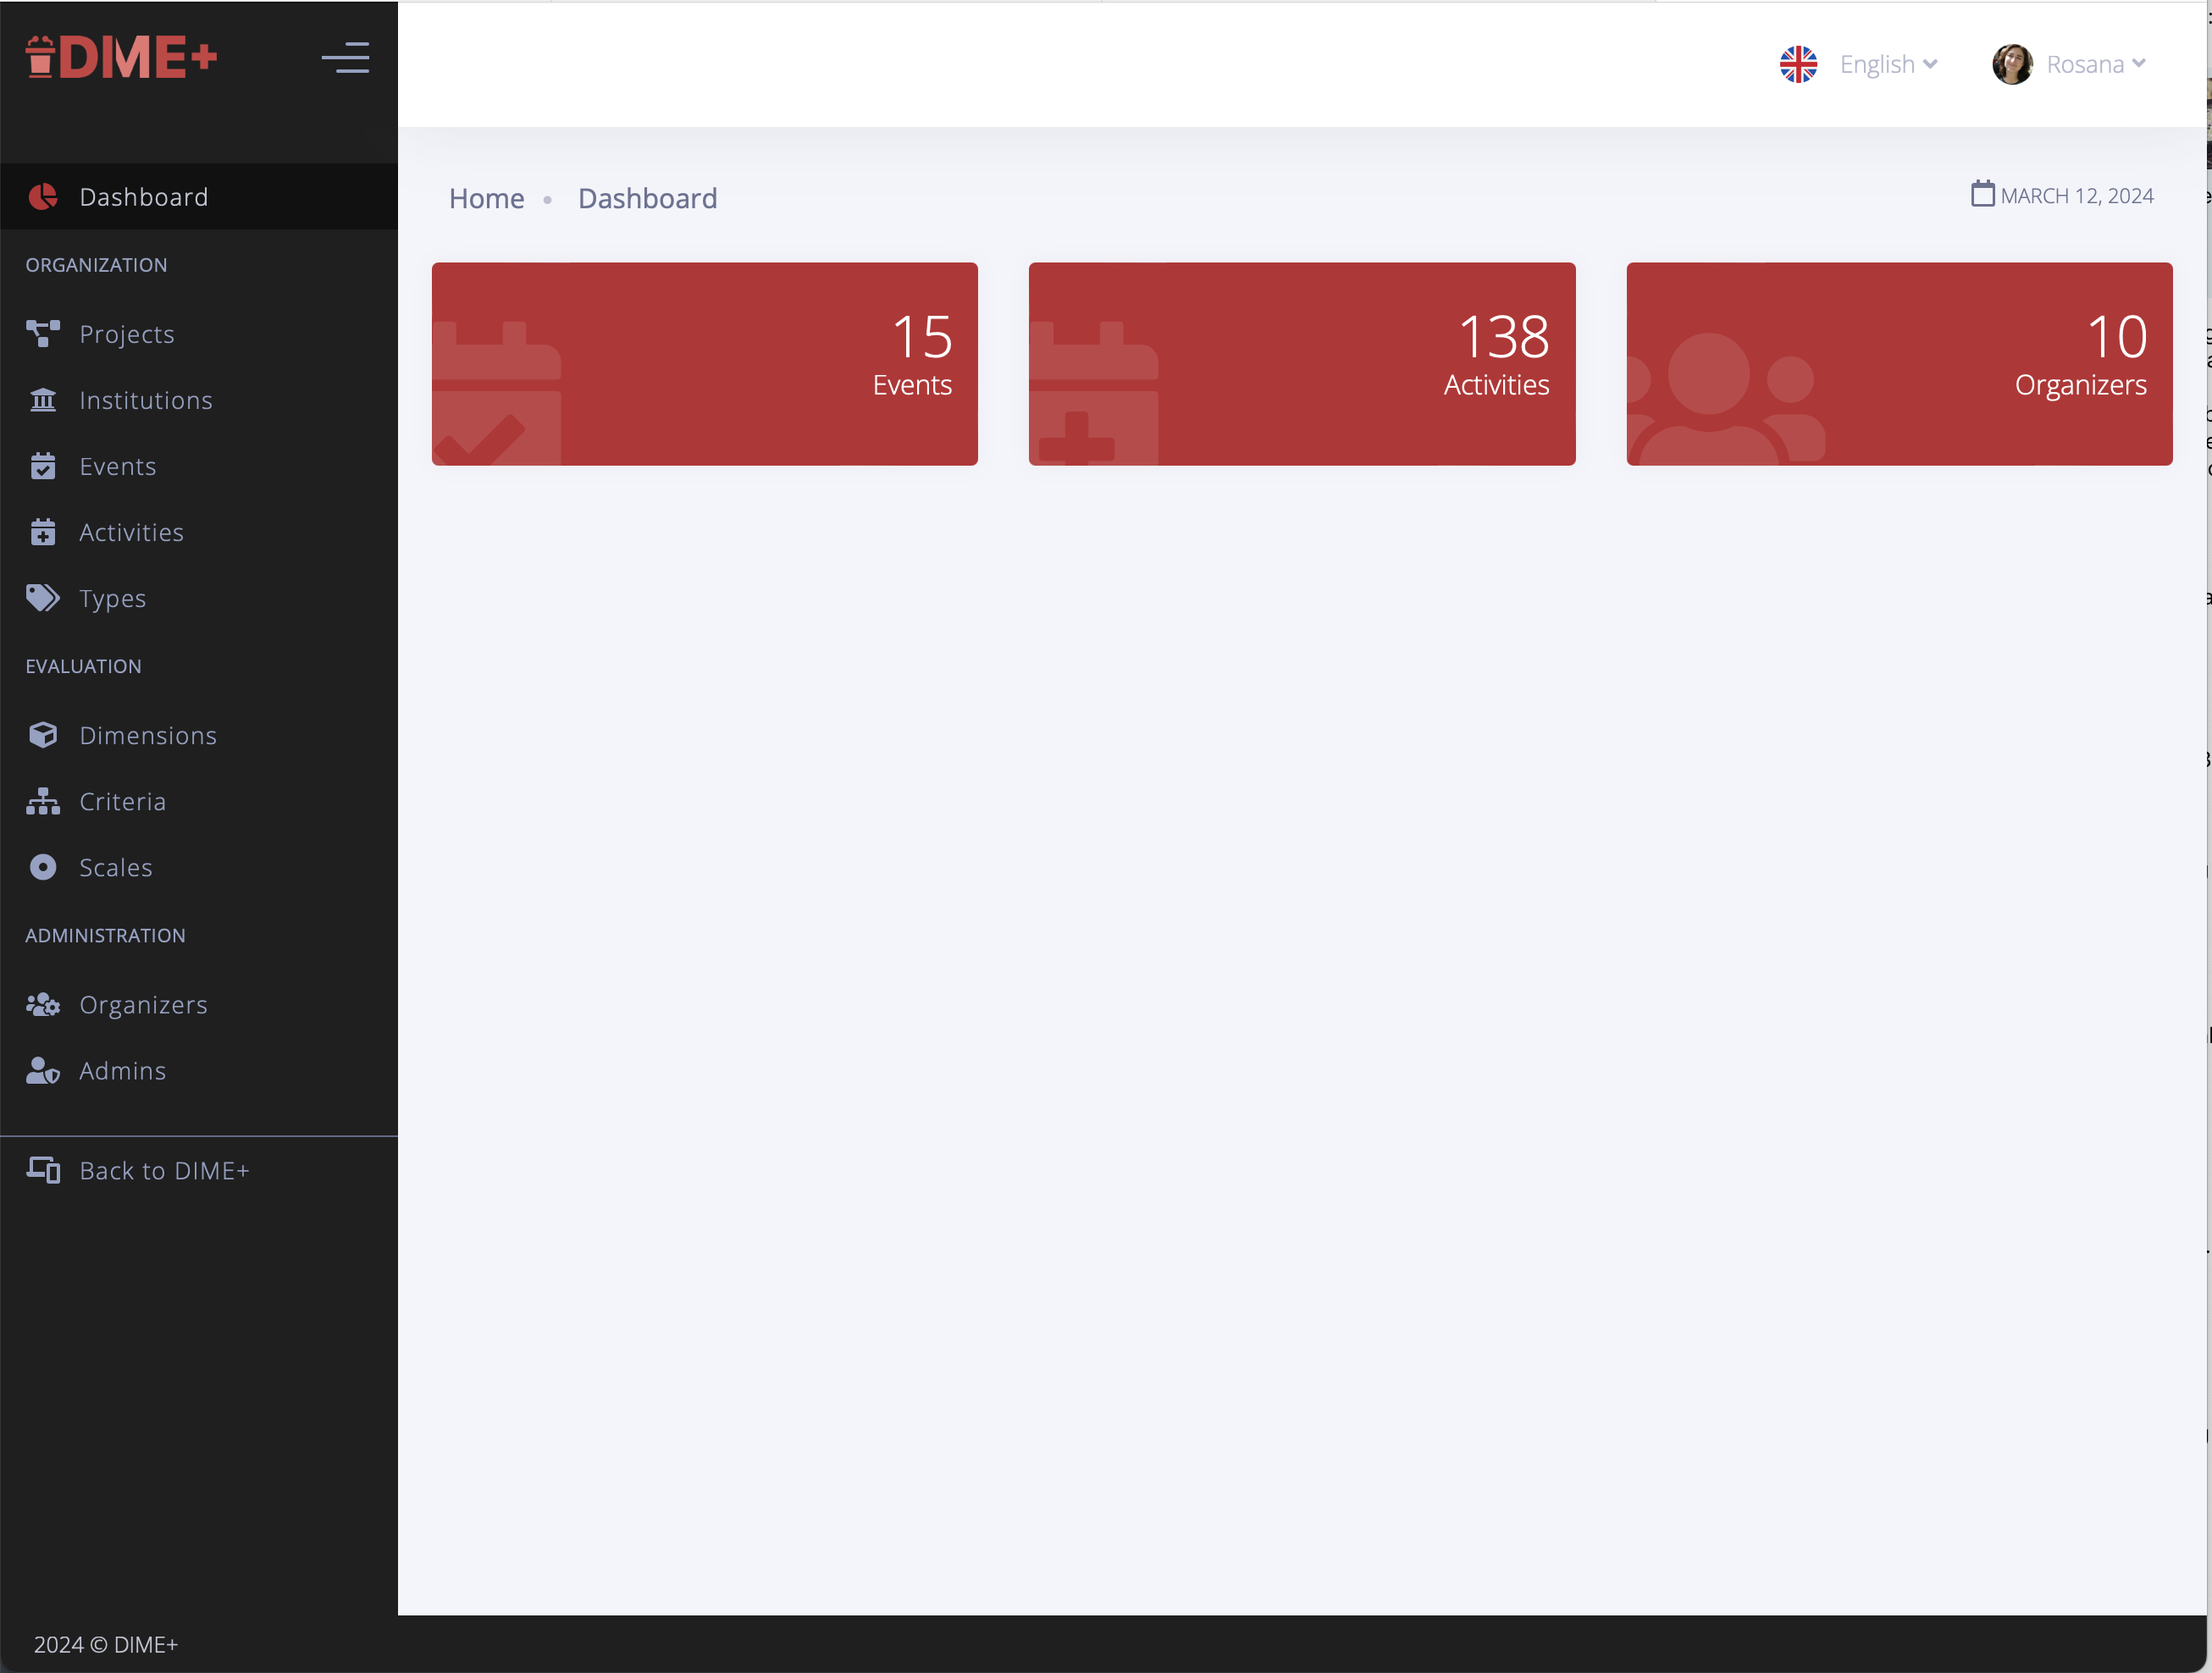 DIME+
English
Rosana
Dashboard
ORGANIZATION
Projects
Institutions
Events
Activities
Types
EVALUATION
Dimensions
Criteria
Scales
ADMINISTRATION
Organizers
Admins
Back to DIME+
Home • Dashboard
MARCH 12, 2024
15
Events
138
Activities
10
Organizers
2024 © DIME+